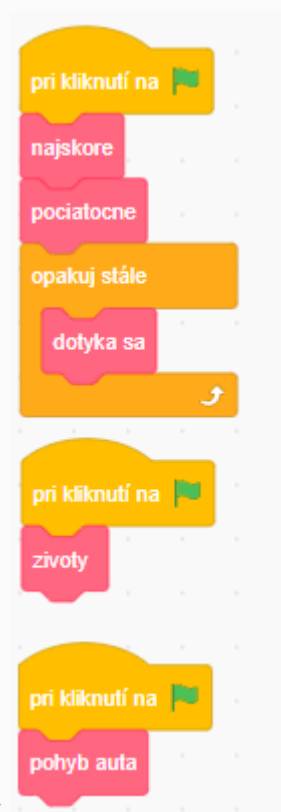 pri kliknutí na
najskore
pociatocne
opakuj stále
dotyka sa
pri kliknutí na
zivoty
pri kliknutí na
pohyb auta